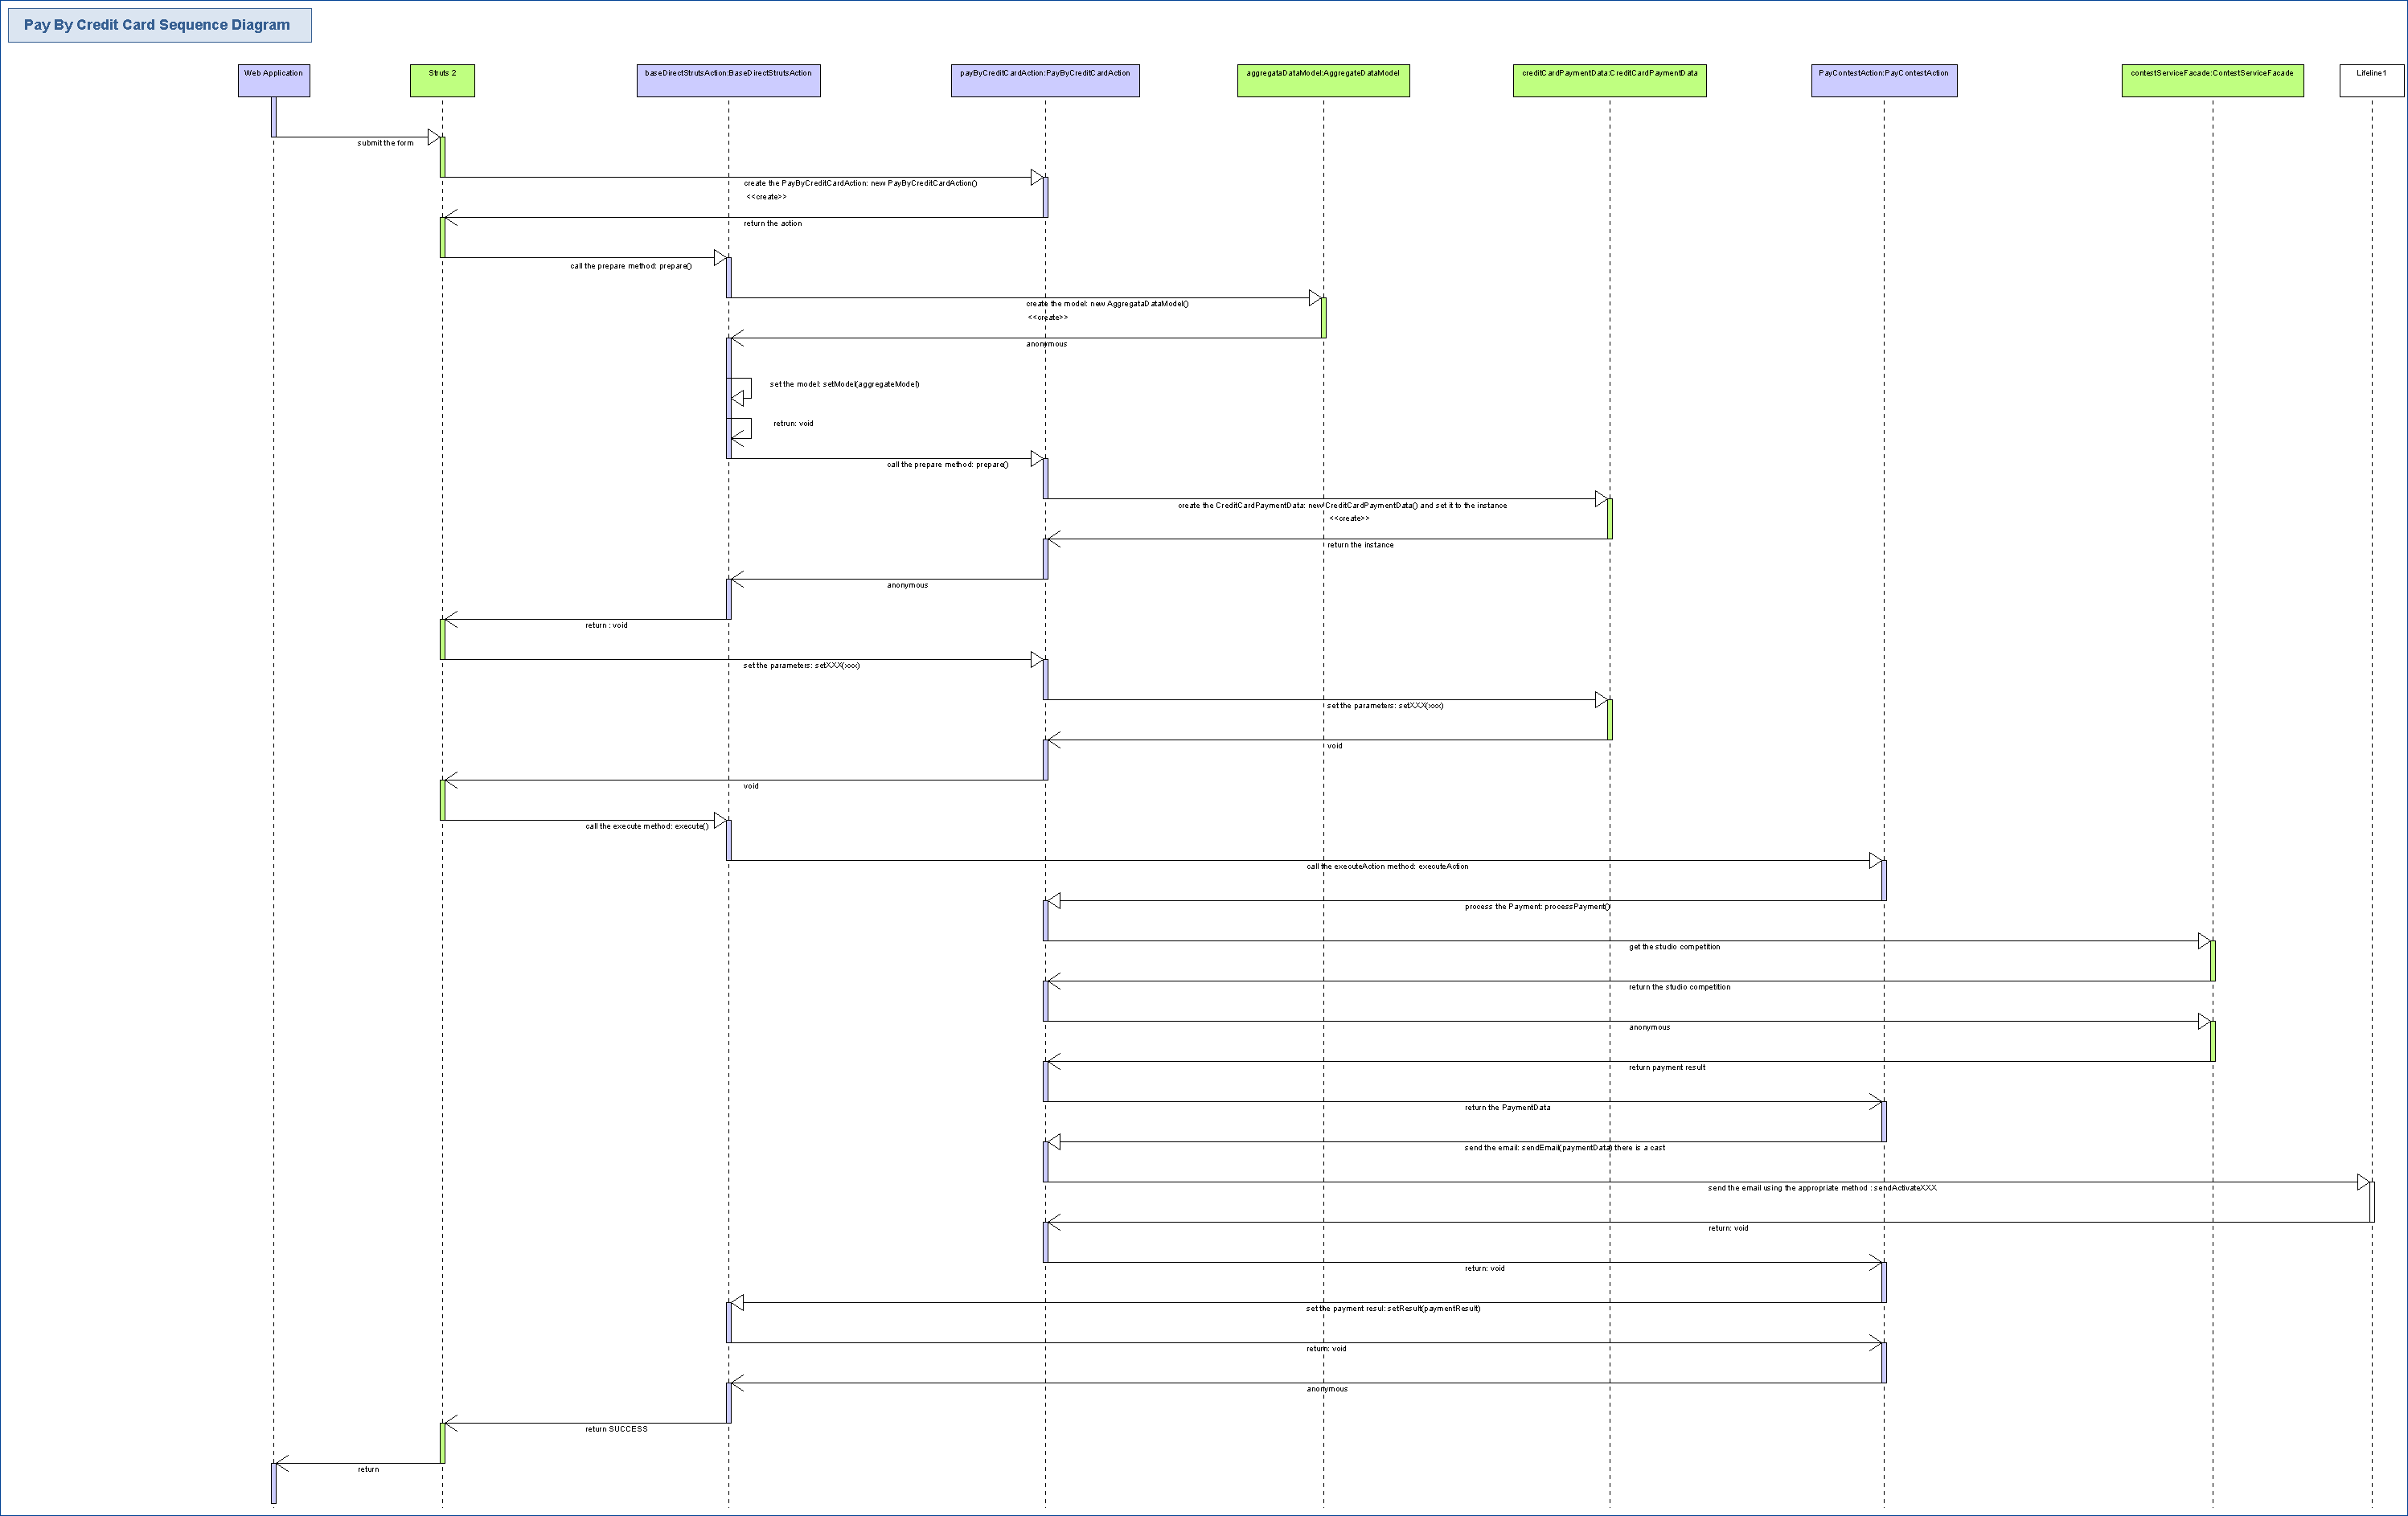 Pay By Credit Card Sequence Diagram
Web Application
Struts 2
baseDirectStrutsAction:BaseDirectStrutsAction
payByCreditCardAction:PayByCreditCardAction
aggregataDataModel:AggregateDataModel
creditCardPaymentData:CreditCardPaymentData
PayContestAction:PayContestAction
contestServiceFacade:ContestServiceFacade
Lifeline1
submit the form
create the PayByCreditCardAction: new PayByCreditCardAction()
<<create>>
return the action
call the prepare method: prepare()
create the model: new AggregataDataModel()
<<create>>
anonymous
set the model: setModel(aggregateModel)
retrun: void
call the prepare method: prepare()
create the CreditCardPaymentData: new CreditCardPaymentData() and set it to the instance
<<create>>
return the instance
anonymous
return : void
set the parameters: setXXX(xxx)
set the parameters: setXXX(xxx)
void
void
call the execute method: execute()
call the executeAction method: executeAction
process the Payment: processPayment()
get the studio competition
return the studio competition
anonymous
return payment result
return the PaymentData
send the email: sendEmail(paymentData) there is a cast
send the email using the appropriate method : sendActivateXXX
return: void
return: void
set the payment resul: setResult(paymentResult)
return: void
anonymous
return SUCCESS
return